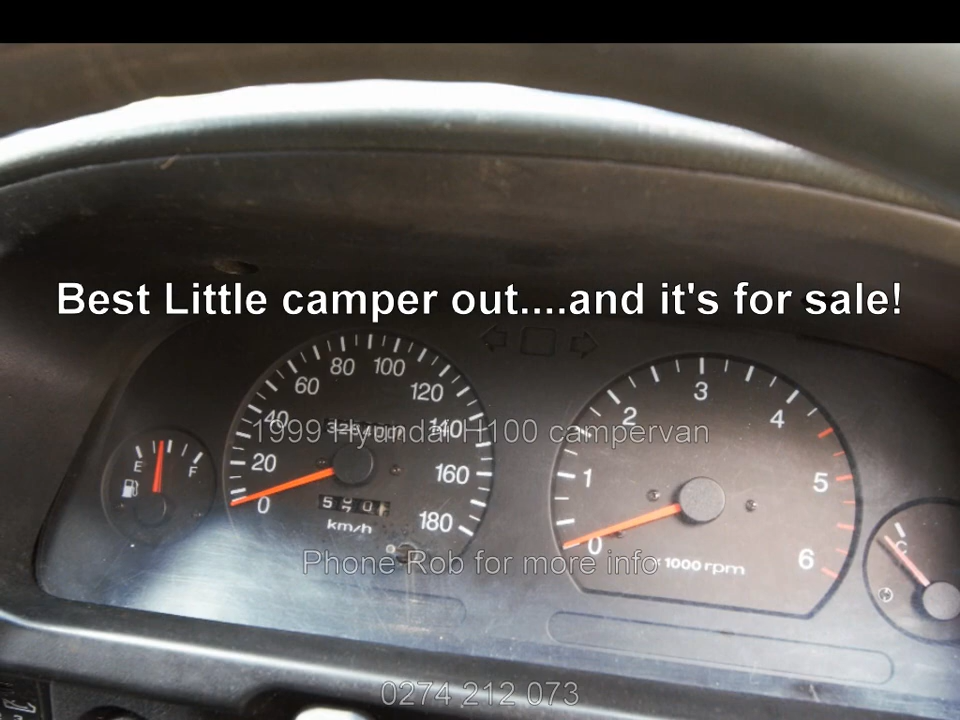 Best Little camper out....and it's for sale!
80 100
60 120
40 140
1999 Hyundai H100 campervan
20 160
0 180
km/h
E F
3
2 4
1 5
0 6
x1000 rpm
C
Phone Rob for more info
0274 212 073